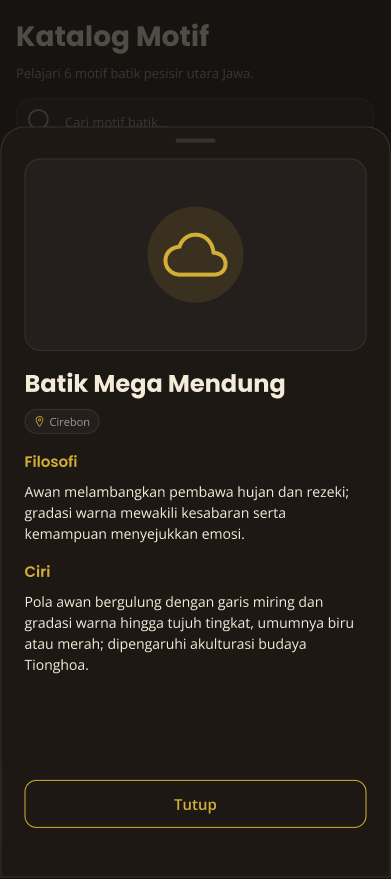 Katalog Motif
Pelajari 6 motif batik pesisir utara Jawa.
Cari motif batik...
Batik Mega Mendung
Cirebon
Filosofi
Awan melambangkan pembawa hujan dan rezeki;
gradasi warna mewakili kesabaran serta
kemampuan menyejukkan emosi.
Ciri
Pola awan bergulung dengan garis miring dan
gradasi warna hingga tujuh tingkat, umumnya biru
atau merah; dipengaruhi akulturasi budaya
Tionghoa.
Tutup